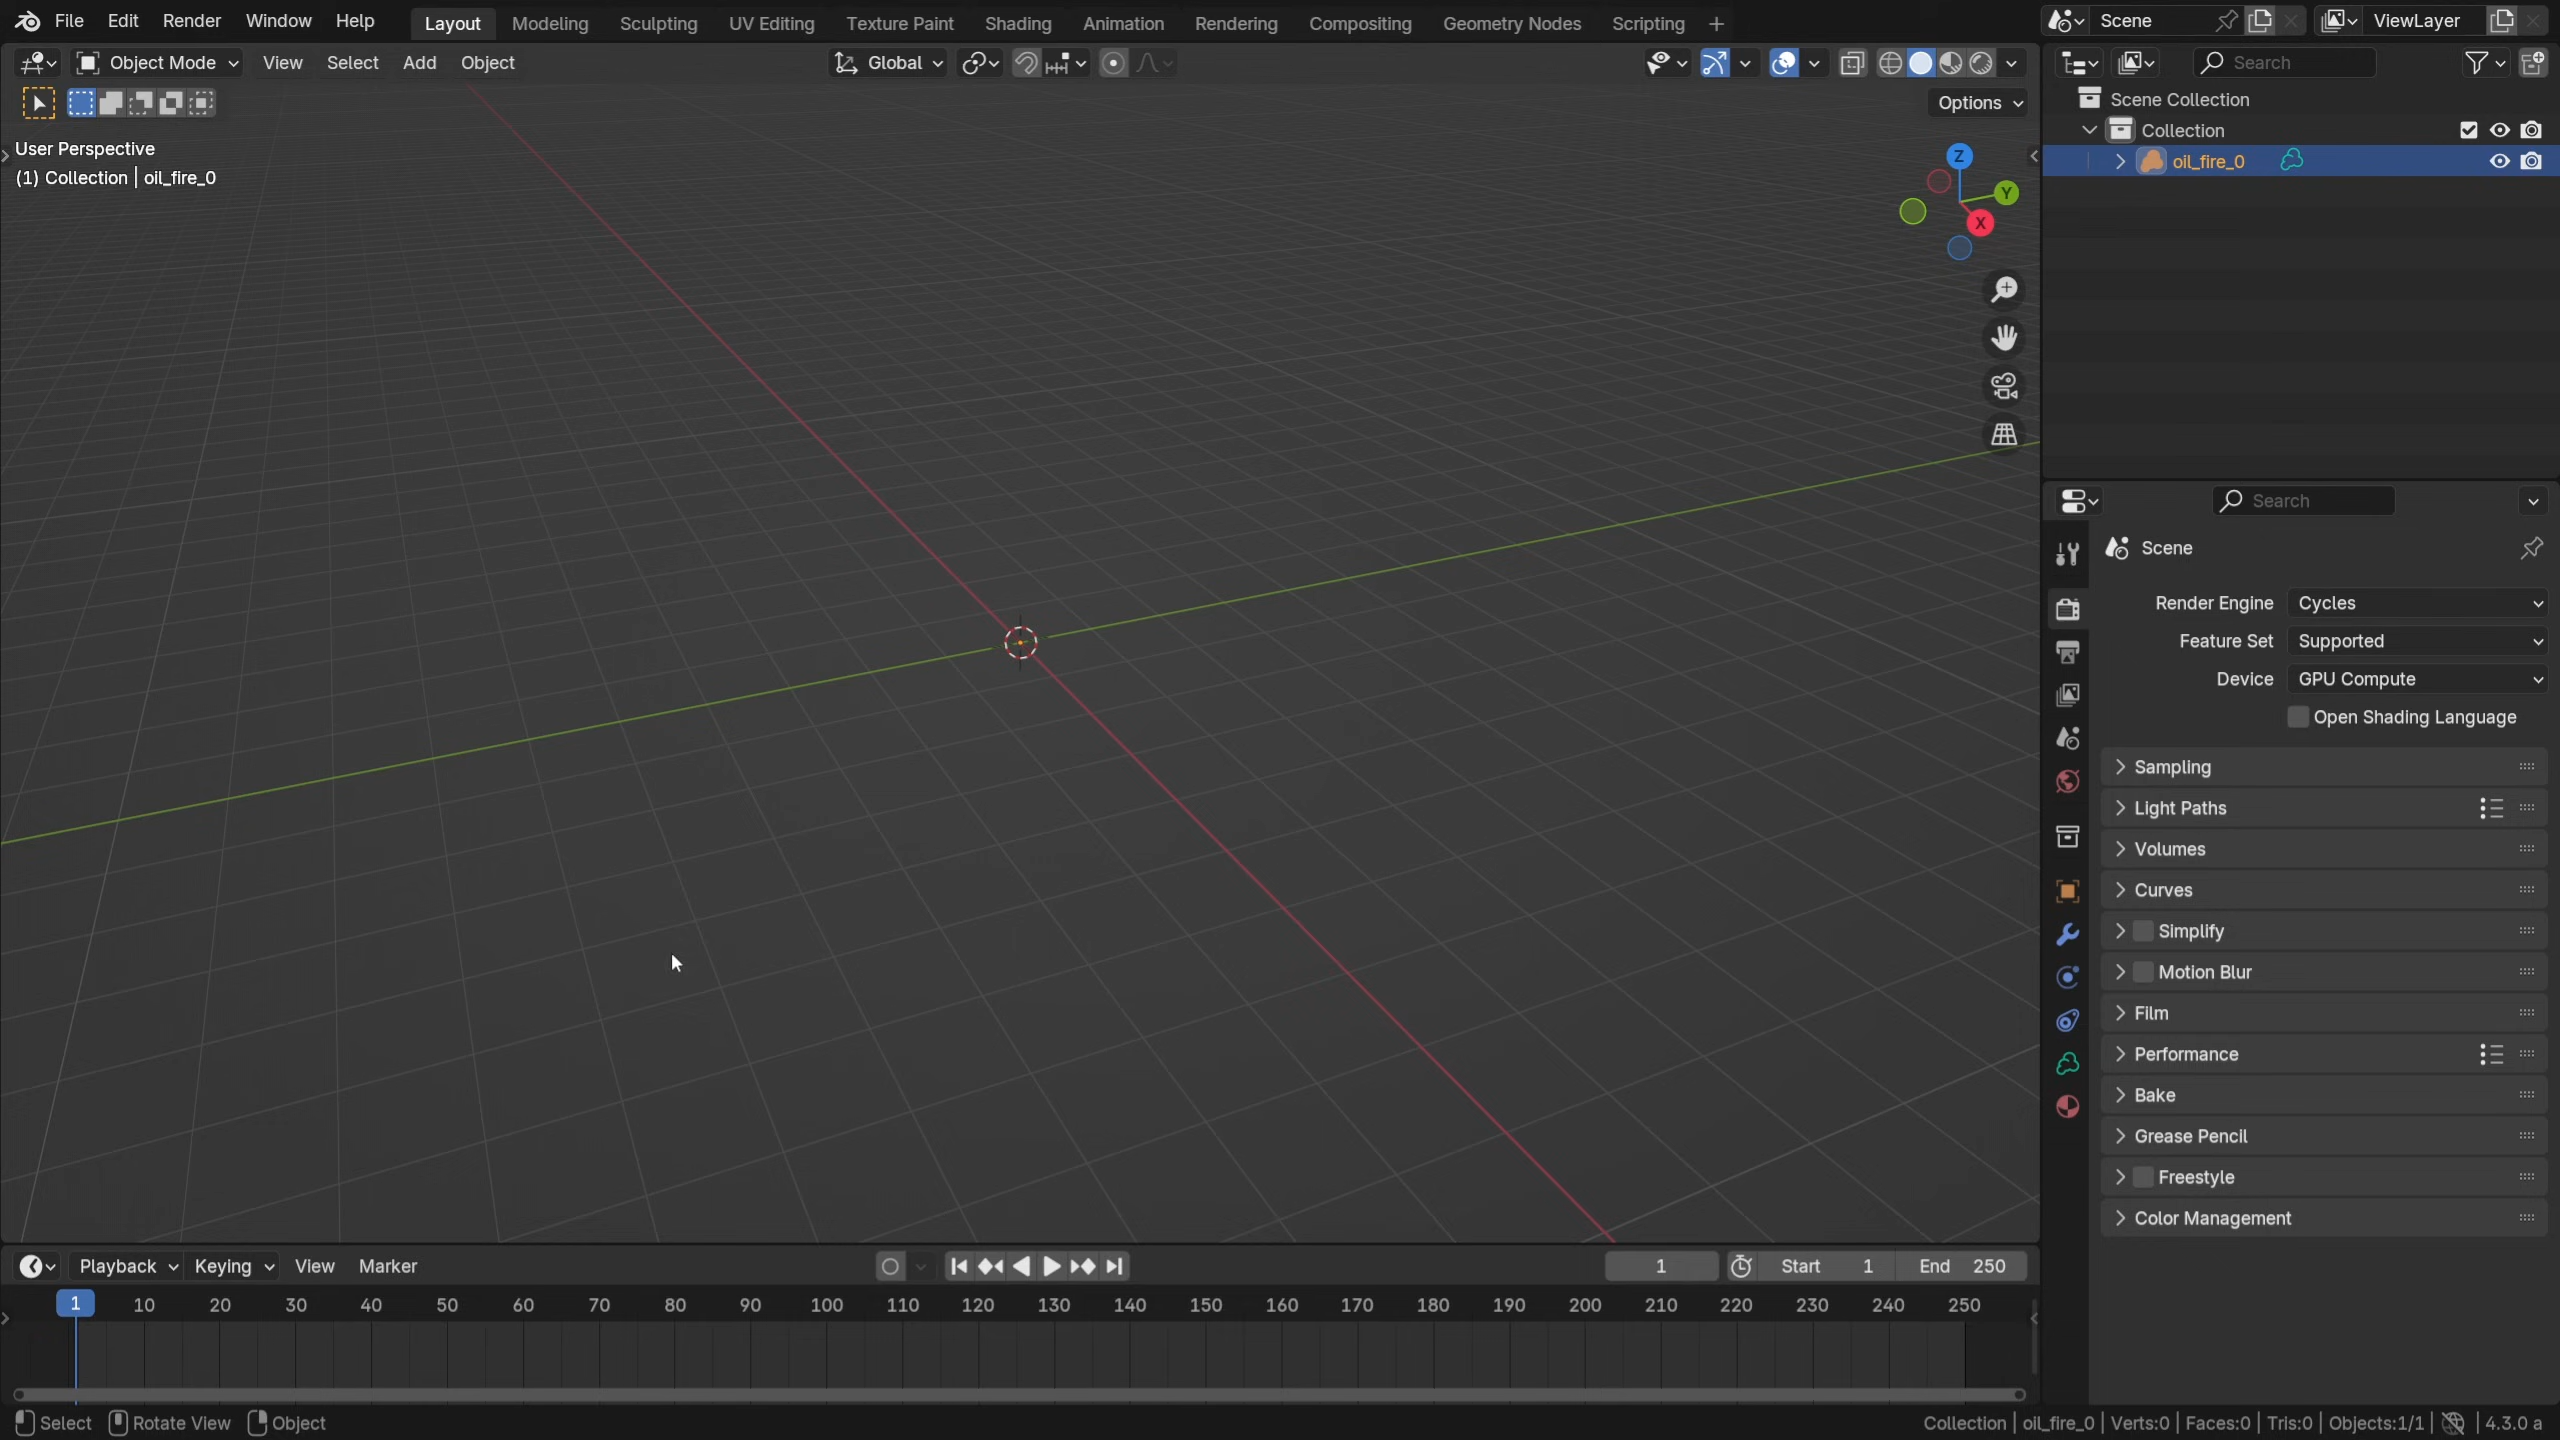 File Edit Render Window Help Layout Modeling Sculpting UV Editing Texture Paint Shading Animation Rendering Compositing Geometry Nodes Scripting + Scene ViewLayer
Object Mode View Select Add Object Global Search
Options
Scene Collection
Collection
oil_fire_0
User Perspective
(1) Collection | oil_fire_0
Z
Y
X
Search
Scene
Render Engine Cycles
Feature Set Supported
Device GPU Compute
Open Shading Language
Sampling
Light Paths
Volumes
Curves
Simplify
Motion Blur
Film
Performance
Bake
Grease Pencil
Freestyle
Color Management
Playback Keying View Marker 1 Start 1 End 250
1 10 20 30 40 50 60 70 80 90 100 110 120 130 140 150 160 170 180 190 200 210 220 230 240 250
Select Rotate View Object Collection | oil_fire_0 | Verts:0 | Faces:0 | Tris:0 | Objects:1/1 | 4.3.0 a